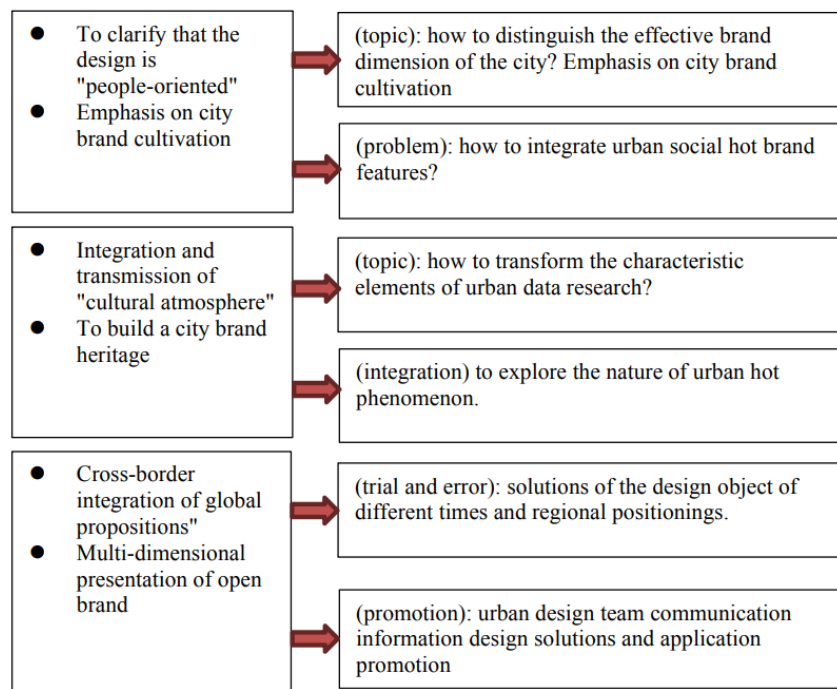 ● To clarify that the
design is
"people-oriented"
● Emphasis on city
brand cultivation
(topic): how to distinguish the effective brand
dimension of the city? Emphasis on city brand
cultivation
(problem): how to integrate urban social hot brand
features?
● Integration and
transmission of
"cultural atmosphere"
● To build a city brand
heritage
(topic): how to transform the characteristic
elements of urban data research?
(integration) to explore the nature of urban hot
phenomenon.
● Cross-border
integration of global
propositions"
● Multi-dimensional
presentation of open
brand
(trial and error): solutions of the design object of
different times and regional positionings.
(promotion): urban design team communication
information design solutions and application
promotion